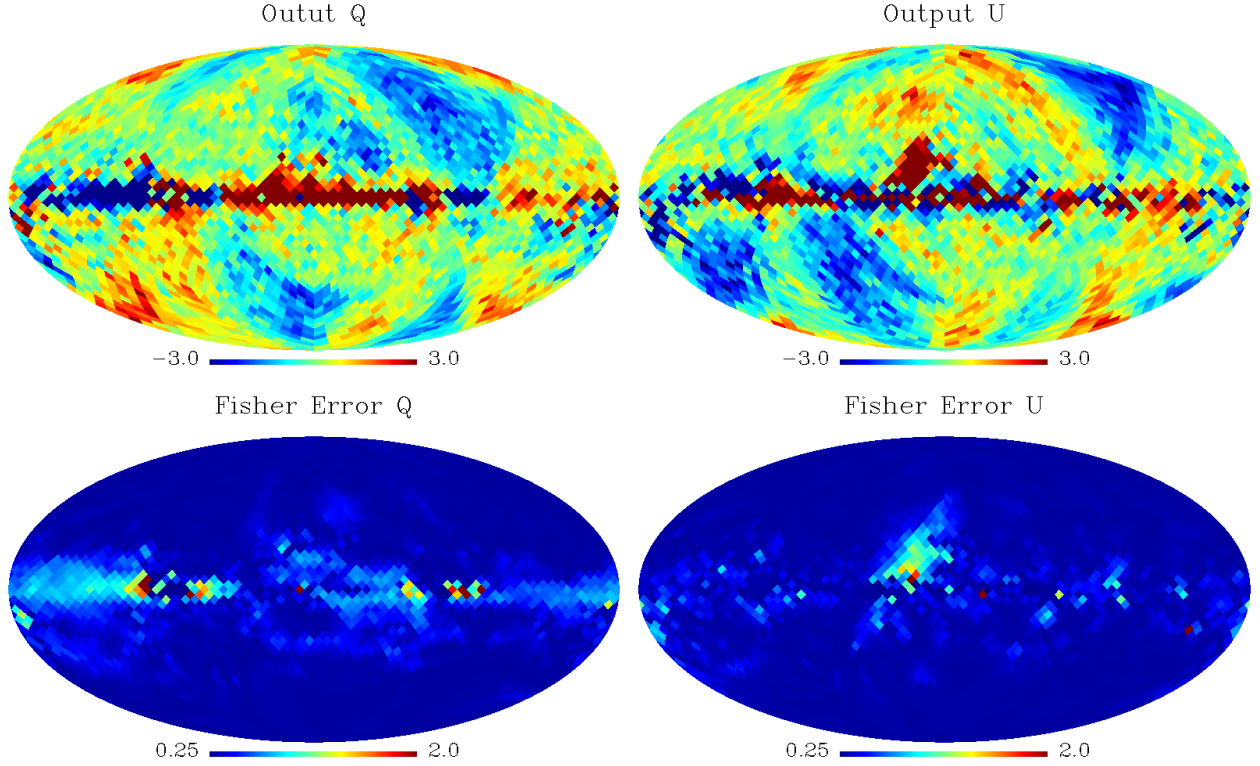 Outut Q
Output U
−3.0 3.0
−3.0 3.0
Fisher Error Q
Fisher Error U
0.25 2.0
0.25 2.0